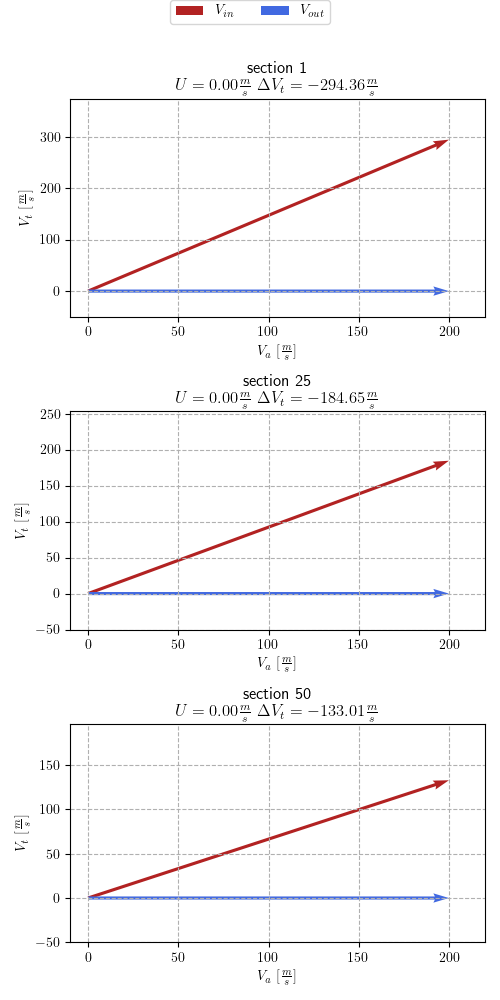 V_in V_out
section 1
U = 0.00 m/s ΔV_t = −294.36 m/s
300
200
100
0
V_t [m/s]
0 50 100 150 200
V_a [m/s]
section 25
U = 0.00 m/s ΔV_t = −184.65 m/s
250
200
150
100
50
0
−50
V_t [m/s]
0 50 100 150 200
V_a [m/s]
section 50
U = 0.00 m/s ΔV_t = −133.01 m/s
150
100
50
0
−50
V_t [m/s]
0 50 100 150 200
V_a [m/s]